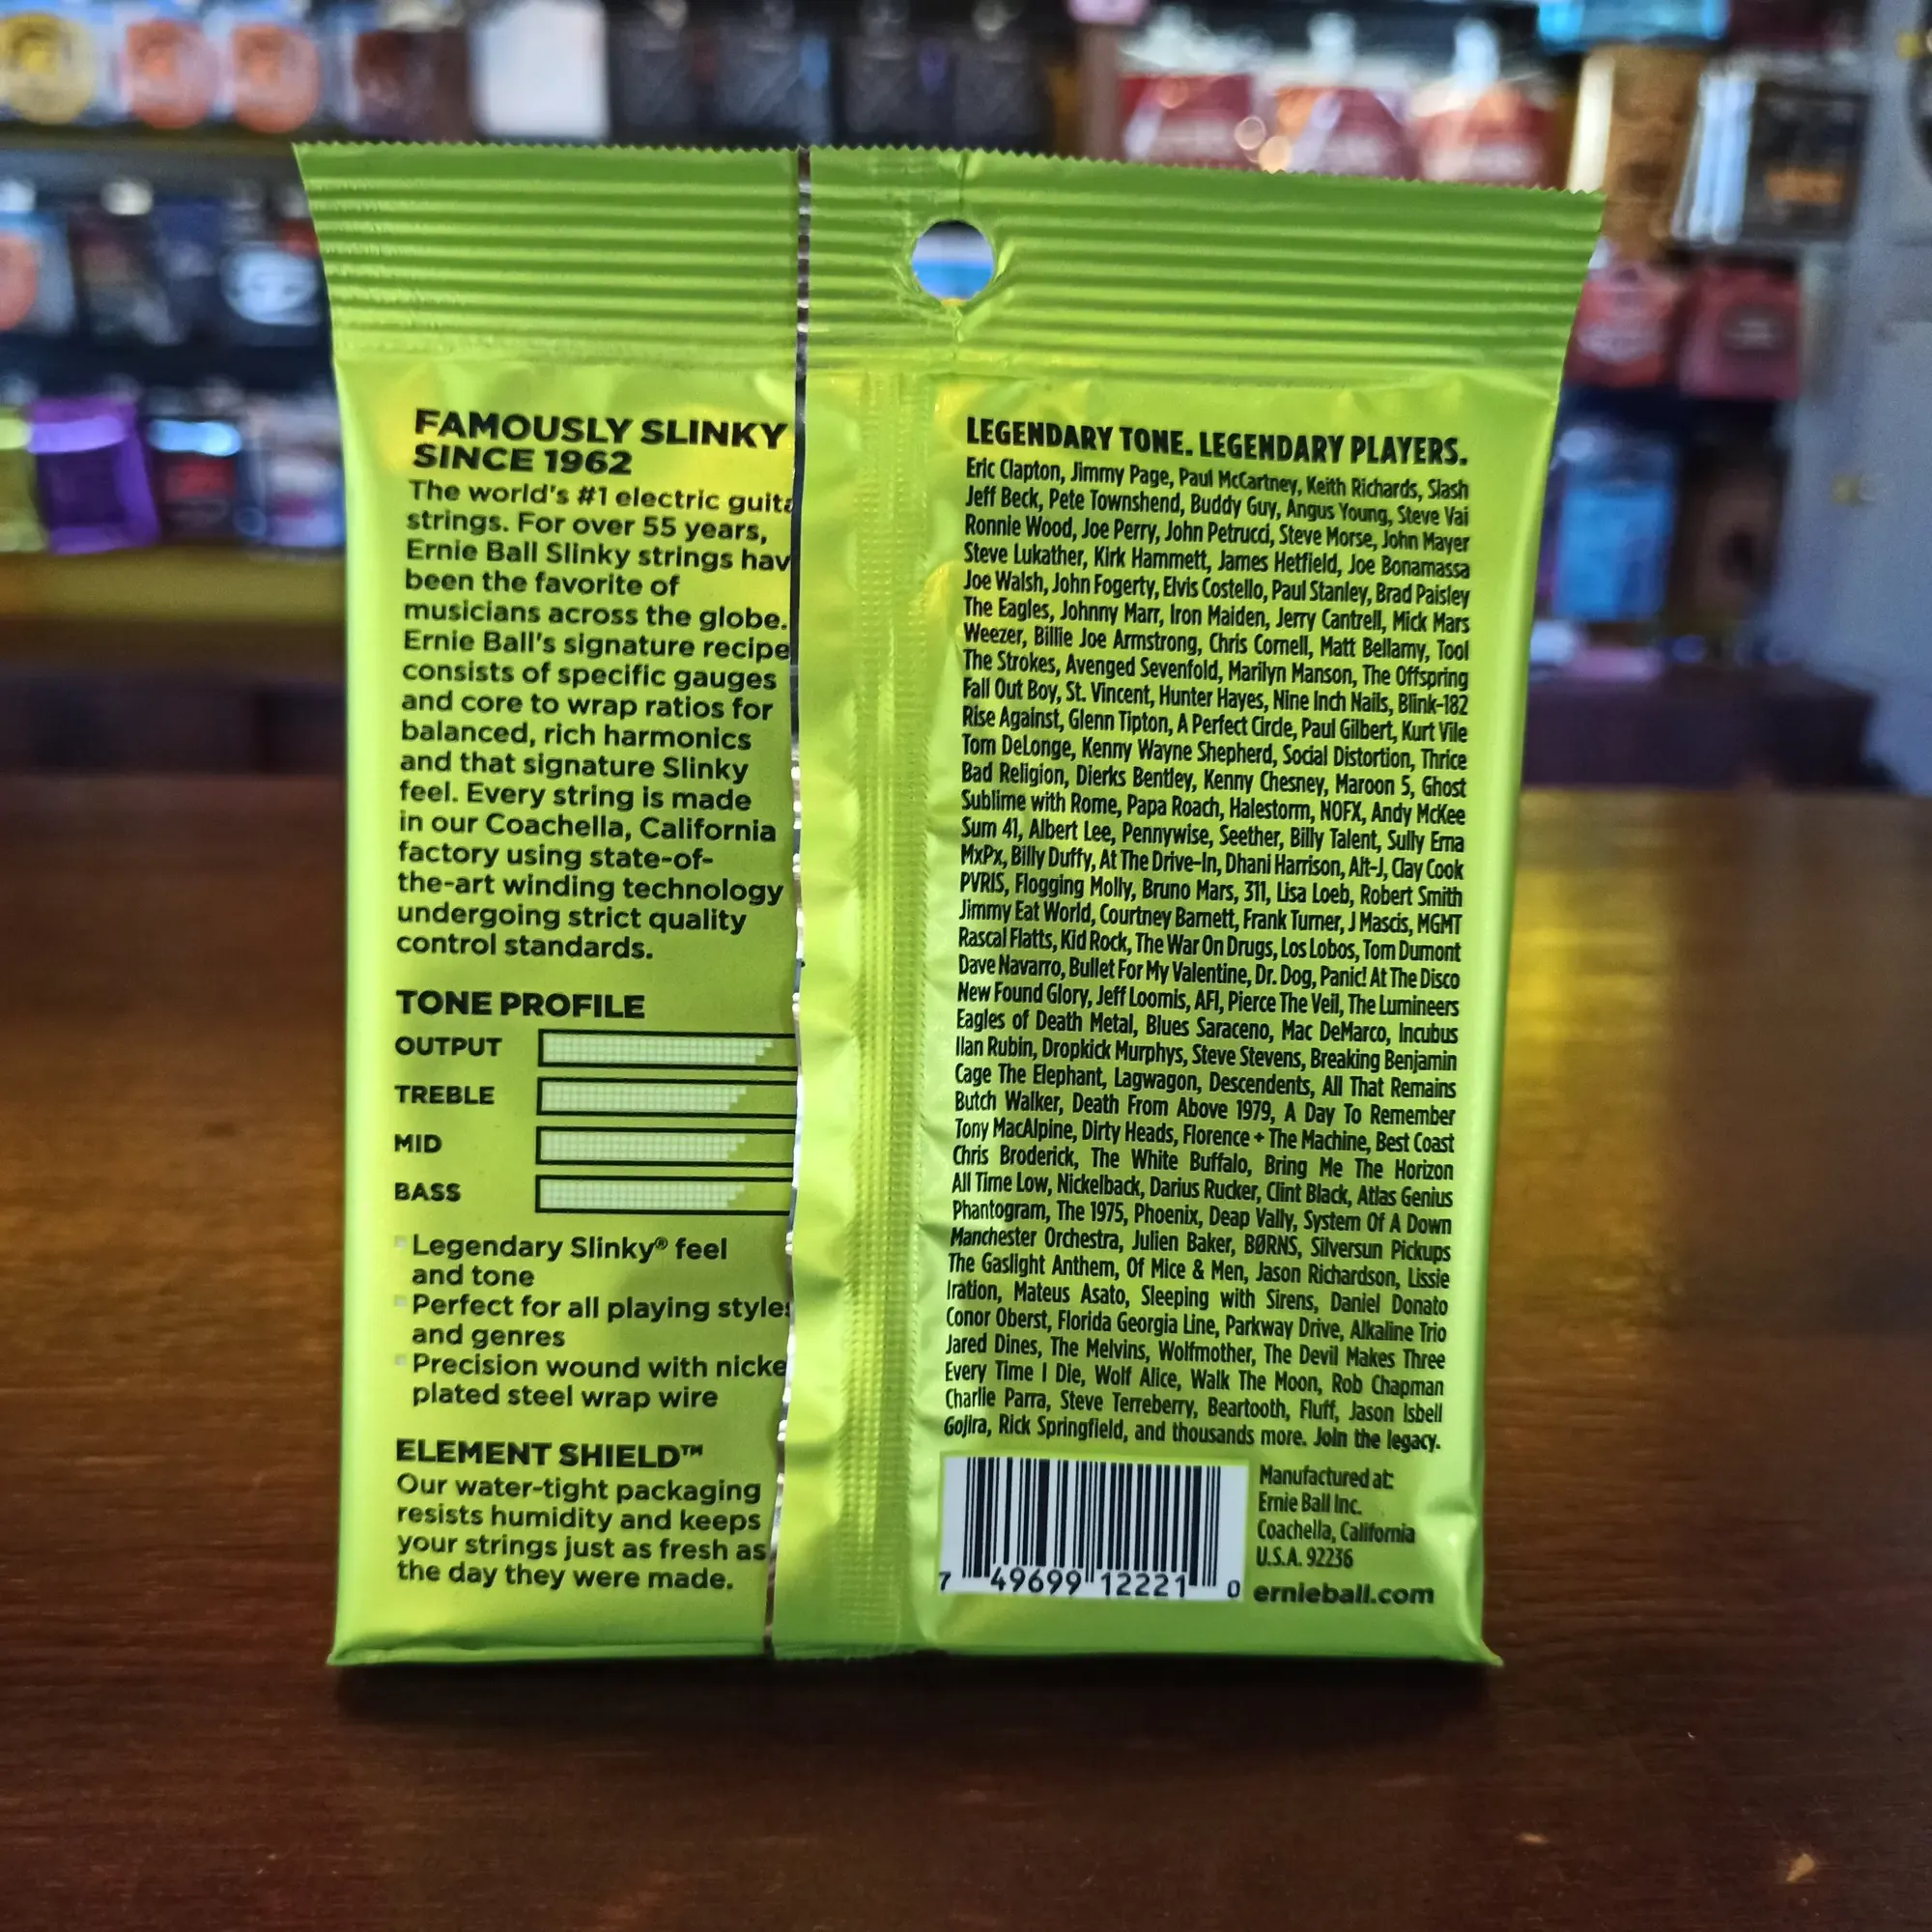 FAMOUSLY SLINKY
SINCE 1962
The world's #1 electric guita
strings. For over 55 years,
Ernie Ball Slinky strings hav
been the favorite of
musicians across the globe.
Ernie Ball's signature recipe
consists of specific gauges
and core to wrap ratios for
balanced, rich harmonics
and that signature Slinky
feel. Every string is made
in our Coachella, California
factory using state-of-
the-art winding technology
undergoing strict quality
control standards.
TONE PROFILE
OUTPUT
TREBLE
MID
BASS
Legendary Slinky® feel
and tone
Perfect for all playing styles
and genres
Precision wound with nicke
plated steel wrap wire
ELEMENT SHIELD™
Our water-tight packaging
resists humidity and keeps
your strings just as fresh as
the day they were made.
LEGENDARY TONE. LEGENDARY PLAYERS.
Eric Clapton, Jimmy Page, Paul McCartney, Keith Richards, Slash
Jeff Beck, Pete Townshend, Buddy Guy, Angus Young, Steve Vai
Ronnie Wood, Joe Perry, John Petrucci, Steve Morse, John Mayer
Steve Lukather, Kirk Hammett, James Hetfield, Joe Bonamassa
Joe Walsh, John Fogerty, Elvis Costello, Paul Stanley, Brad Paisley
The Eagles, Johnny Marr, Iron Maiden, Jerry Cantrell, Mick Mars
Weezer, Billie Joe Armstrong, Chris Cornell, Matt Bellamy, Tool
The Strokes, Avenged Sevenfold, Marilyn Manson, The Offspring
Fall Out Boy, St. Vincent, Hunter Hayes, Nine Inch Nails, Blink-182
Rise Against, Glenn Tipton, A Perfect Circle, Paul Gilbert, Kurt Vile
Tom DeLonge, Kenny Wayne Shepherd, Social Distortion, Thrice
Bad Religion, Dierks Bentley, Kenny Chesney, Maroon 5, Ghost
Sublime with Rome, Papa Roach, Halestorm, NOFX, Andy McKee
Sum 41, Albert Lee, Pennywise, Seether, Billy Talent, Sully Erna
MxPx, Billy Duffy, At The Drive-In, Dhani Harrison, Alt-J, Clay Cook
PVRIS, Flogging Molly, Bruno Mars, 311, Lisa Loeb, Robert Smith
Jimmy Eat World, Courtney Barnett, Frank Turner, J Mascis, MGMT
Rascal Flatts, Kid Rock, The War On Drugs, Los Lobos, Tom Dumont
Dave Navarro, Bullet For My Valentine, Dr. Dog, Panic! At The Disco
New Found Glory, Jeff Loomis, AFI, Pierce The Veil, The Lumineers
Eagles of Death Metal, Blues Saraceno, Mac DeMarco, Incubus
Ilan Rubin, Dropkick Murphys, Steve Stevens, Breaking Benjamin
Cage The Elephant, Lagwagon, Descendents, All That Remains
Butch Walker, Death From Above 1979, A Day To Remember
Tony MacAlpine, Dirty Heads, Florence + The Machine, Best Coast
Chris Broderick, The White Buffalo, Bring Me The Horizon
All Time Low, Nickelback, Darius Rucker, Clint Black, Atlas Genius
Phantogram, The 1975, Phoenix, Deap Vally, System Of A Down
Manchester Orchestra, Julien Baker, BØRNS, Silversun Pickups
The Gaslight Anthem, Of Mice & Men, Jason Richardson, Lissie
Iration, Mateus Asato, Sleeping with Sirens, Daniel Donato
Conor Oberst, Florida Georgia Line, Parkway Drive, Alkaline Trio
Jared Dines, The Melvins, Wolfmother, The Devil Makes Three
Every Time I Die, Wolf Alice, Walk The Moon, Rob Chapman
Charlie Parra, Steve Terreberry, Beartooth, Fluff, Jason Isbell
Gojira, Rick Springfield, and thousands more. Join the legacy.
Manufactured at:
Ernie Ball Inc.
Coachella, California
U.S.A. 92236
7 49699 12221 0
ernieball.com